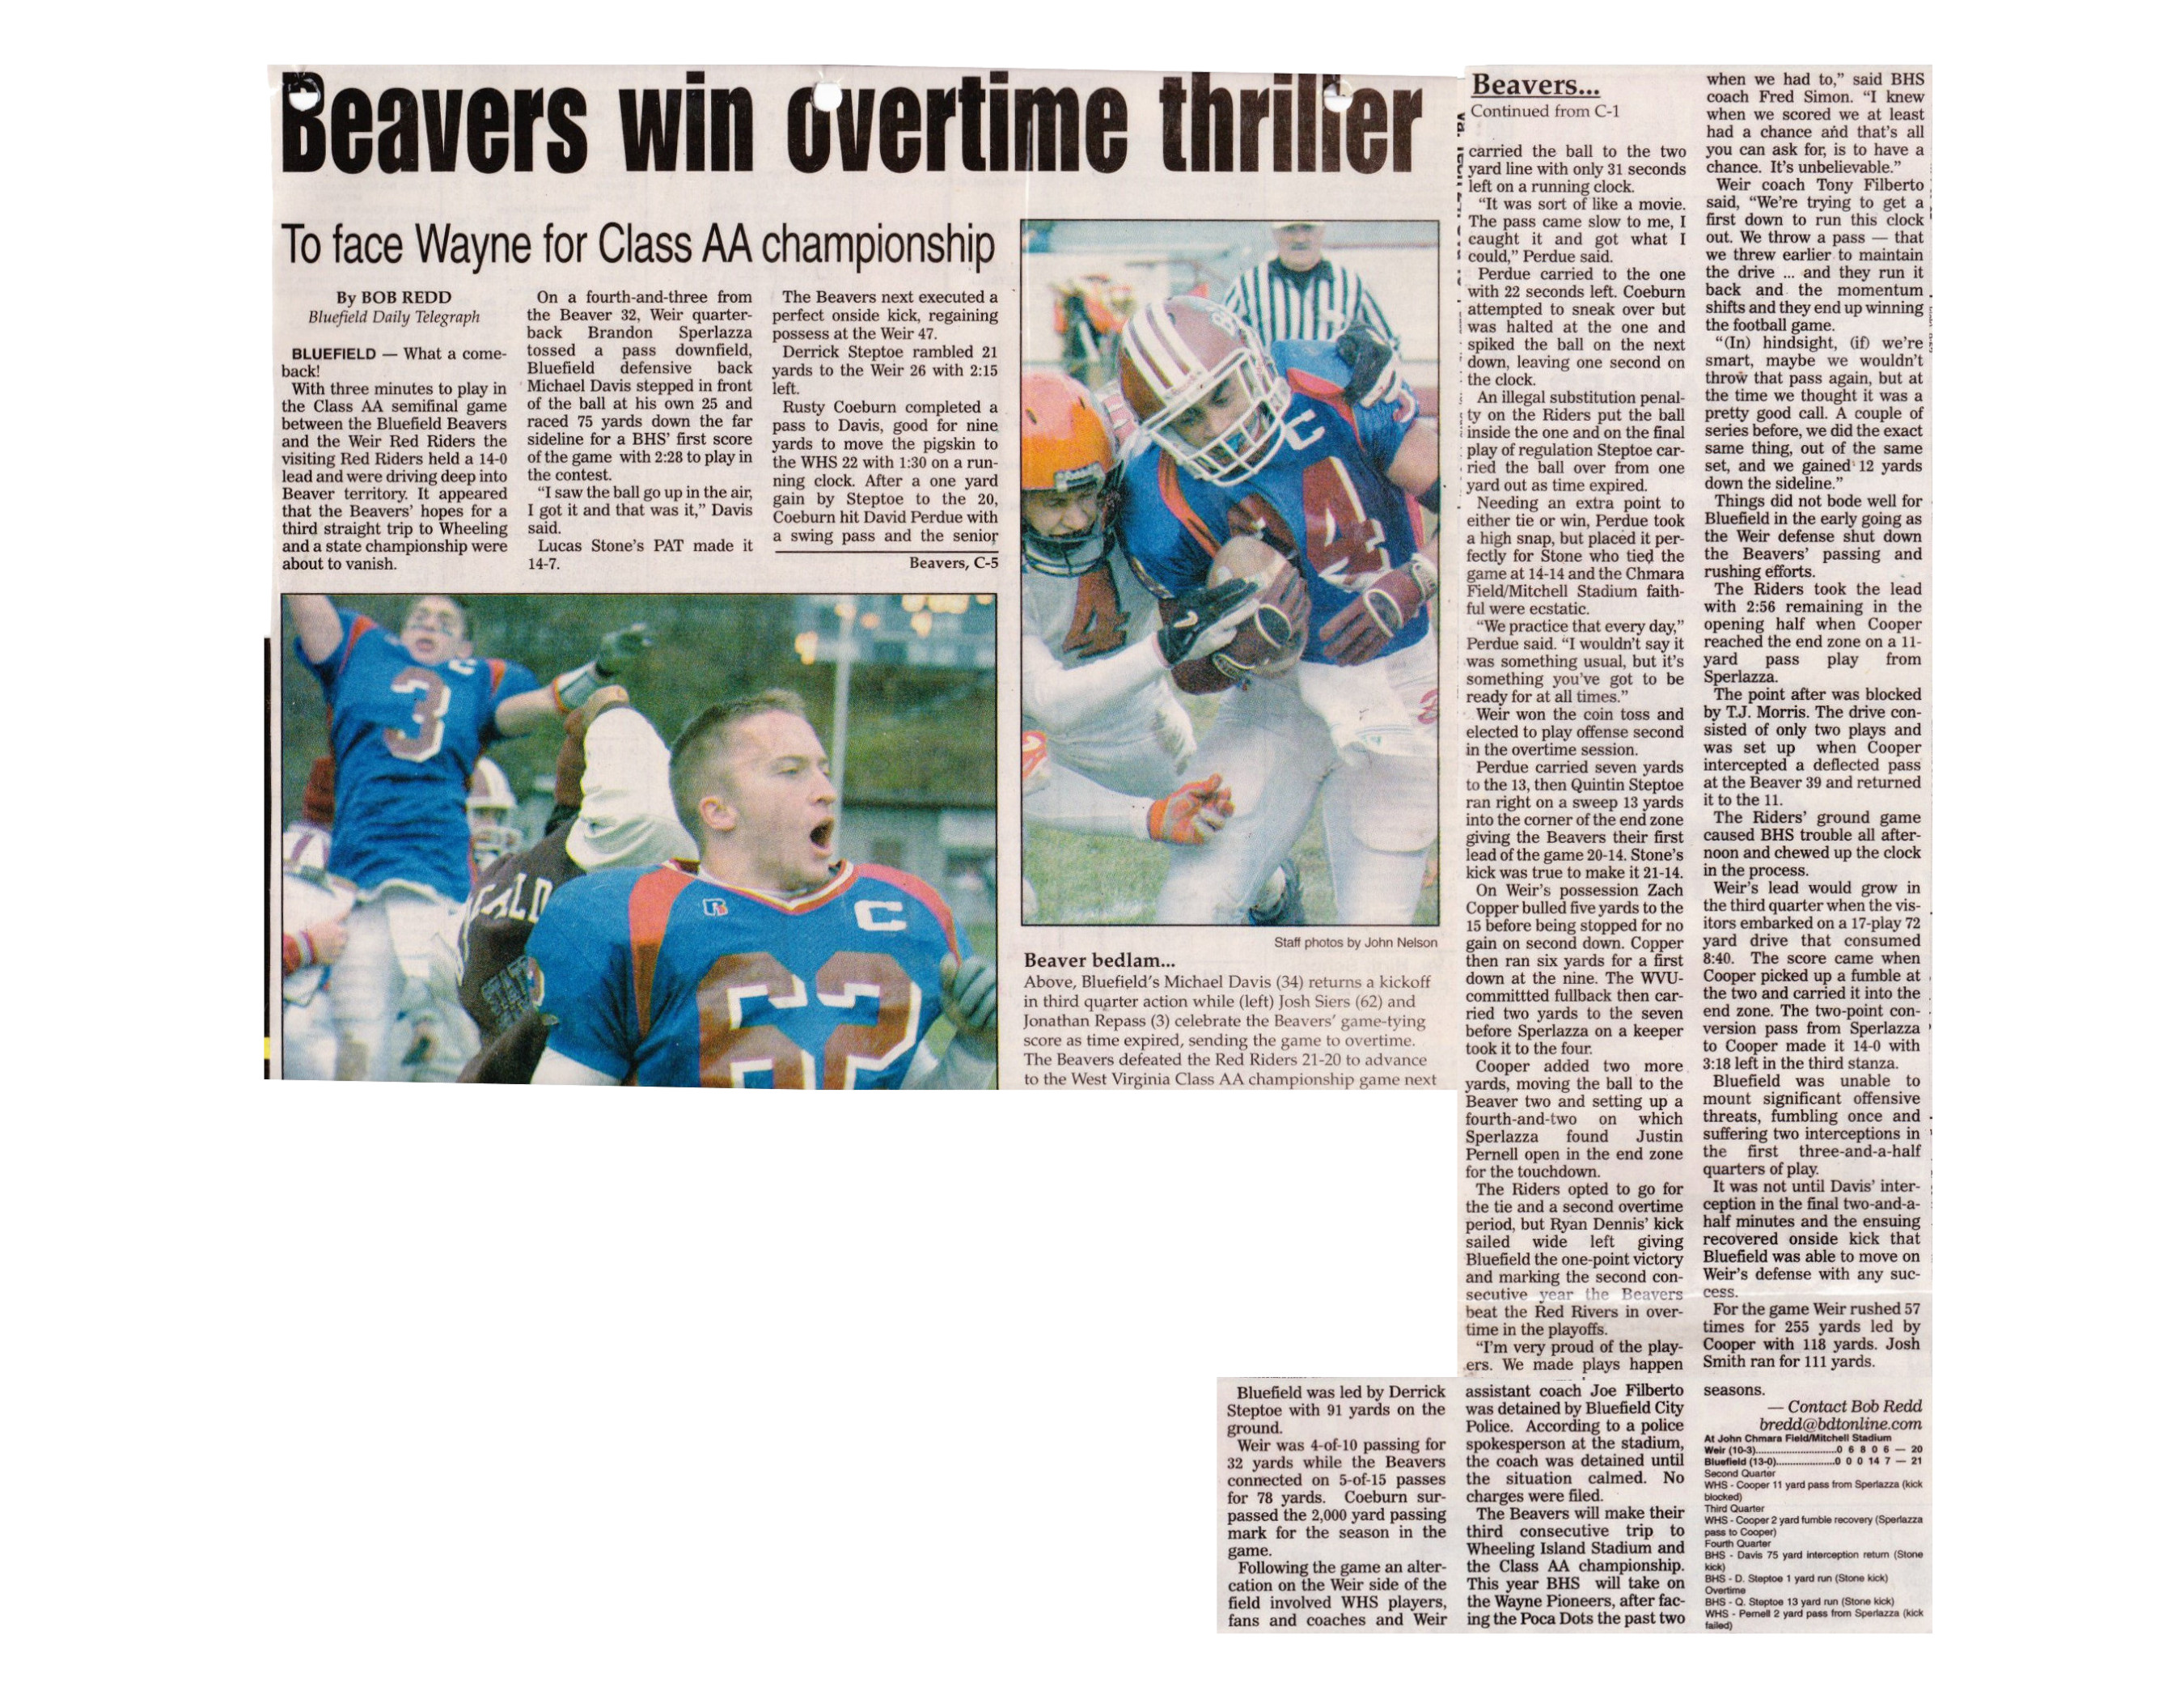 Beavers win overtime thriller
To face Wayne for Class AA championship
By BOB REDD
Bluefield Daily Telegraph
BLUEFIELD — What a come-
back!
With three minutes to play in
the Class AA semifinal game
between the Bluefield Beavers
and the Weir Red Riders the
visiting Red Riders held a 14-0
lead and were driving deep into
Beaver territory. It appeared
that the Beavers' hopes for a
third straight trip to Wheeling
and a state championship were
about to vanish.
On a fourth-and-three from
the Beaver 32, Weir quarter-
back Brandon Sperlazza
tossed a pass downfield,
Bluefield defensive back
Michael Davis stepped in front
of the ball at his own 25 and
raced 75 yards down the far
sideline for a BHS' first score
of the game with 2:28 to play in
the contest.
"I saw the ball go up in the air,
I got it and that was it," Davis
said.
Lucas Stone's PAT made it
14-7.
The Beavers next executed a
perfect onside kick, regaining
possess at the Weir 47.
Derrick Steptoe rambled 21
yards to the Weir 26 with 2:15
left.
Rusty Coeburn completed a
pass to Davis, good for nine
yards to move the pigskin to
the WHS 22 with 1:30 on a run-
ning clock. After a one yard
gain by Steptoe to the 20,
Coeburn hit David Perdue with
a swing pass and the senior
Beavers, C-5
3
C
R
C
62
C
4
4
Staff photos by John Nelson
Beaver bedlam...
Above, Bluefield's Michael Davis (34) returns a kickoff
in third quarter action while (left) Josh Siers (62) and
Jonathan Repass (3) celebrate the Beavers' game-tying
score as time expired, sending the game to overtime.
The Beavers defeated the Red Riders 21-20 to advance
to the West Virginia Class AA championship game next
Beavers...
Continued from C-1
carried the ball to the two
yard line with only 31 seconds
left on a running clock.
"It was sort of like a movie.
The pass came slow to me, I
caught it and got what I
could," Perdue said.
Perdue carried to the one
with 22 seconds left. Coeburn
attempted to sneak over but
was halted at the one and
spiked the ball on the next
down, leaving one second on
the clock.
An illegal substitution penal-
ty on the Riders put the ball
inside the one and on the final
play of regulation Steptoe car-
ried the ball over from one
yard out as time expired.
Needing an extra point to
either tie or win, Perdue took
a high snap, but placed it per-
fectly for Stone who tied the
game at 14-14 and the Chmara
Field/Mitchell Stadium faith-
ful were ecstatic.
"We practice that every day,"
Perdue said. "I wouldn't say it
was something usual, but it's
something you've got to be
ready for at all times."
Weir won the coin toss and
elected to play offense second
in the overtime session.
Perdue carried seven yards
to the 13, then Quintin Steptoe
ran right on a sweep 13 yards
into the corner of the end zone
giving the Beavers their first
lead of the game 20-14. Stone's
kick was true to make it 21-14.
On Weir's possession Zach
Copper bulled five yards to the
15 before being stopped for no
gain on second down. Copper
then ran six yards for a first
down at the nine. The WVU-
committted fullback then car-
ried two yards to the seven
before Sperlazza on a keeper
took it to the four.
Cooper added two more
yards, moving the ball to the
Beaver two and setting up a
fourth-and-two on which
Sperlazza found Justin
Pernell open in the end zone
for the touchdown.
The Riders opted to go for
the tie and a second overtime
period, but Ryan Dennis' kick
sailed wide left giving
Bluefield the one-point victory
and marking the second con-
secutive year the Beavers
beat the Red Rivers in over-
time in the playoffs.
"I'm very proud of the play-
ers. We made plays happen
when we had to," said BHS
coach Fred Simon. "I knew
when we scored we at least
had a chance and that's all
you can ask for, is to have a
chance. It's unbelievable."
Weir coach Tony Filberto
said, "We're trying to get a
first down to run this clock
out. We throw a pass — that
we threw earlier to maintain
the drive ... and they run it
back and the momentum
shifts and they end up winning
the football game.
"(In) hindsight, (if) we're
smart, maybe we wouldn't
throw that pass again, but at
the time we thought it was a
pretty good call. A couple of
series before, we did the exact
same thing, out of the same
set, and we gained 12 yards
down the sideline."
Things did not bode well for
Bluefield in the early going as
the Weir defense shut down
the Beavers' passing and
rushing efforts.
The Riders took the lead
with 2:56 remaining in the
opening half when Cooper
reached the end zone on a 11-
yard pass play from
Sperlazza.
The point after was blocked
by T.J. Morris. The drive con-
sisted of only two plays and
was set up when Cooper
intercepted a deflected pass
at the Beaver 39 and returned
it to the 11.
The Riders' ground game
caused BHS trouble all after-
noon and chewed up the clock
in the process.
Weir's lead would grow in
the third quarter when the vis-
itors embarked on a 17-play 72
yard drive that consumed
8:40. The score came when
Cooper picked up a fumble at
the two and carried it into the
end zone. The two-point con-
version pass from Sperlazza
to Cooper made it 14-0 with
3:18 left in the third stanza.
Bluefield was unable to
mount significant offensive
threats, fumbling once and
suffering two interceptions in
the first three-and-a-half
quarters of play.
It was not until Davis' inter-
ception in the final two-and-a-
half minutes and the ensuing
recovered onside kick that
Bluefield was able to move on
Weir's defense with any suc-
cess.
For the game Weir rushed 57
times for 255 yards led by
Cooper with 118 yards. Josh
Smith ran for 111 yards.
Bluefield was led by Derrick
Steptoe with 91 yards on the
ground.
Weir was 4-of-10 passing for
32 yards while the Beavers
connected on 5-of-15 passes
for 78 yards. Coeburn sur-
passed the 2,000 yard passing
mark for the season in the
game.
Following the game an alter-
cation on the Weir side of the
field involved WHS players,
fans and coaches and Weir
assistant coach Joe Filberto
was detained by Bluefield City
Police. According to a police
spokesperson at the stadium,
the coach was detained until
the situation calmed. No
charges were filed.
The Beavers will make their
third consecutive trip to
Wheeling Island Stadium and
the Class AA championship.
This year BHS will take on
the Wayne Pioneers, after fac-
ing the Poca Dots the past two
seasons.
— Contact Bob Redd
bredd@bdtonline.com
At John Chmara Field/Mitchell Stadium
Weir (10-3)..............................0 6 8 0 6 — 20
Bluefield (13-0)......................0 0 0 14 7 — 21
Second Quarter
WHS - Cooper 11 yard pass from Sperlazza (kick
blocked)
Third Quarter
WHS - Cooper 2 yard fumble recovery (Sperlazza
pass to Cooper)
Fourth Quarter
BHS - Davis 75 yard interception return (Stone
kick)
BHS - D. Steptoe 1 yard run (Stone kick)
Overtime
BHS - Q. Steptoe 13 yard run (Stone kick)
WHS - Pernell 2 yard pass from Sperlazza (kick
failed)